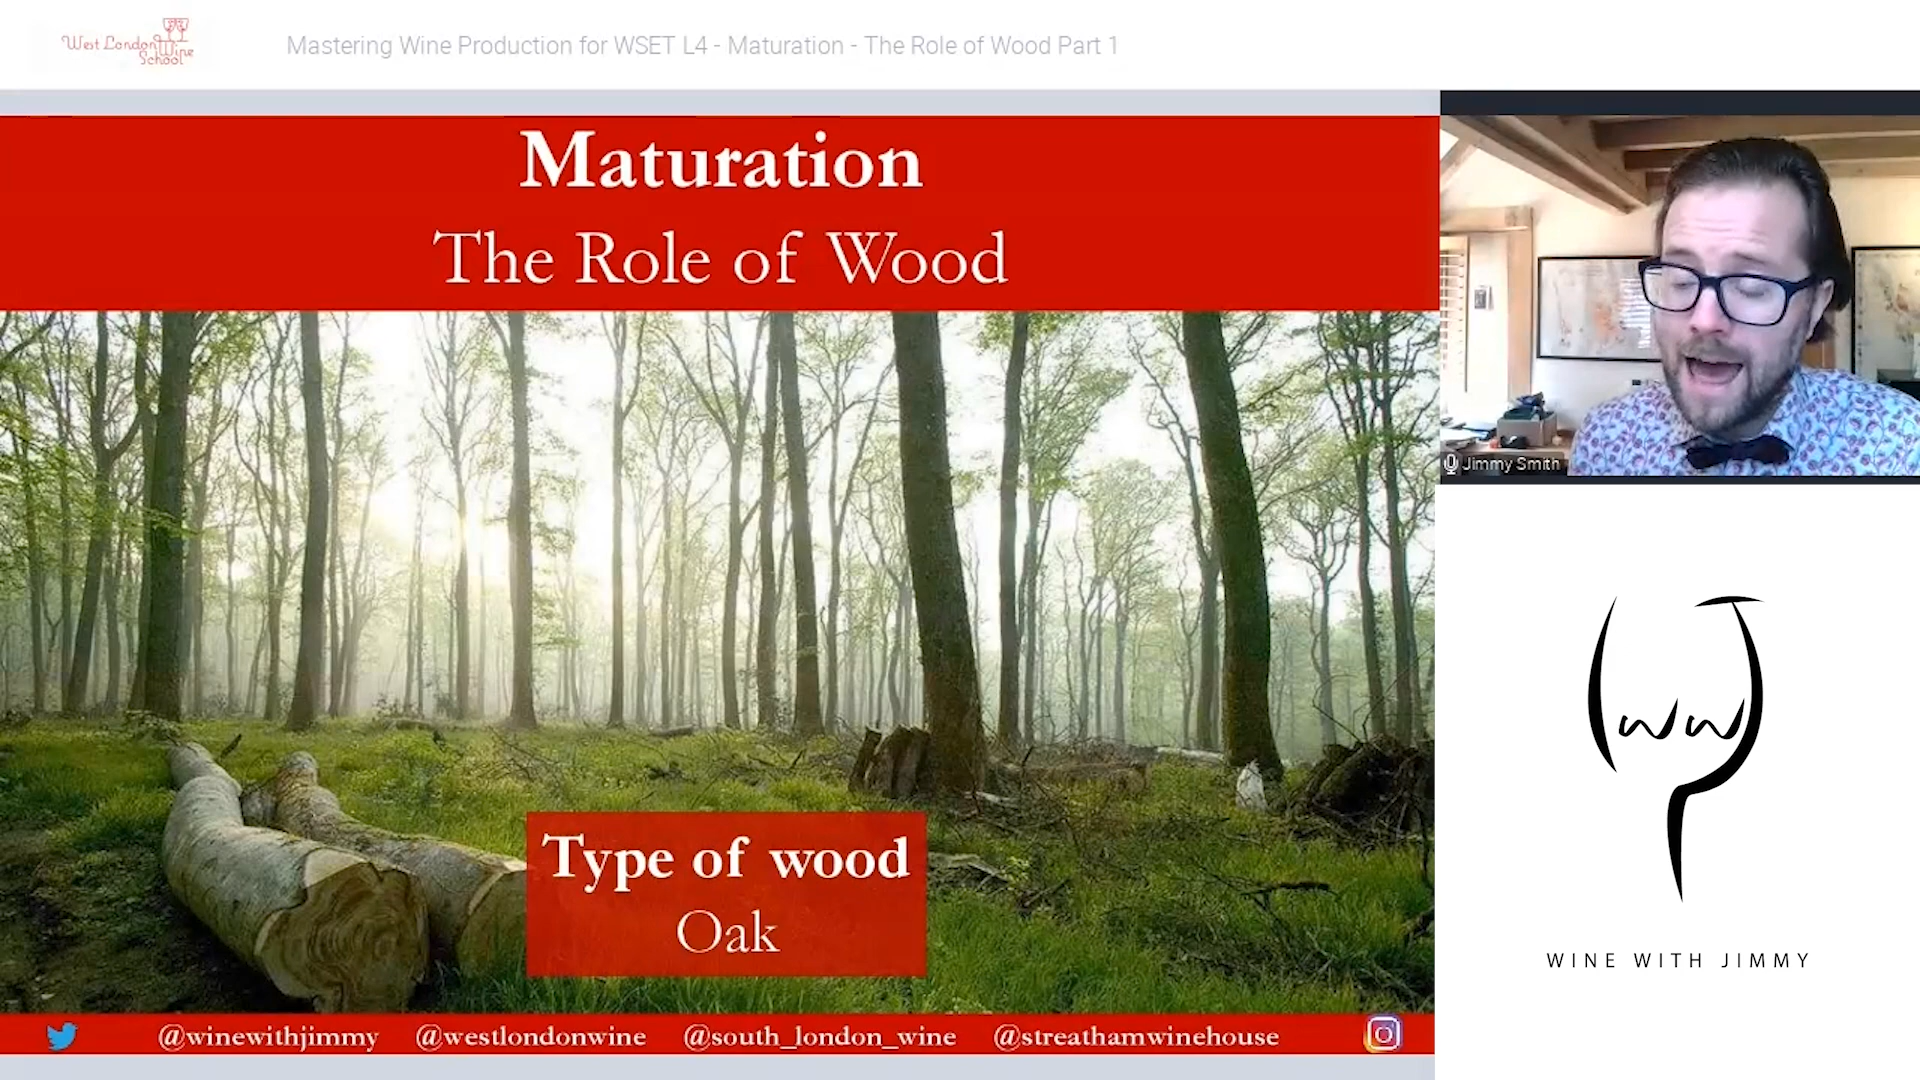 West London Wine School
Mastering Wine Production for WSET L4 - Maturation - The Role of Wood Part 1
Maturation
The Role of Wood
Jimmy Smith
Type of wood
Oak
WINE WITH JIMMY
@winewithjimmy @westlondonwine @south_london_wine @streathamwinehouse